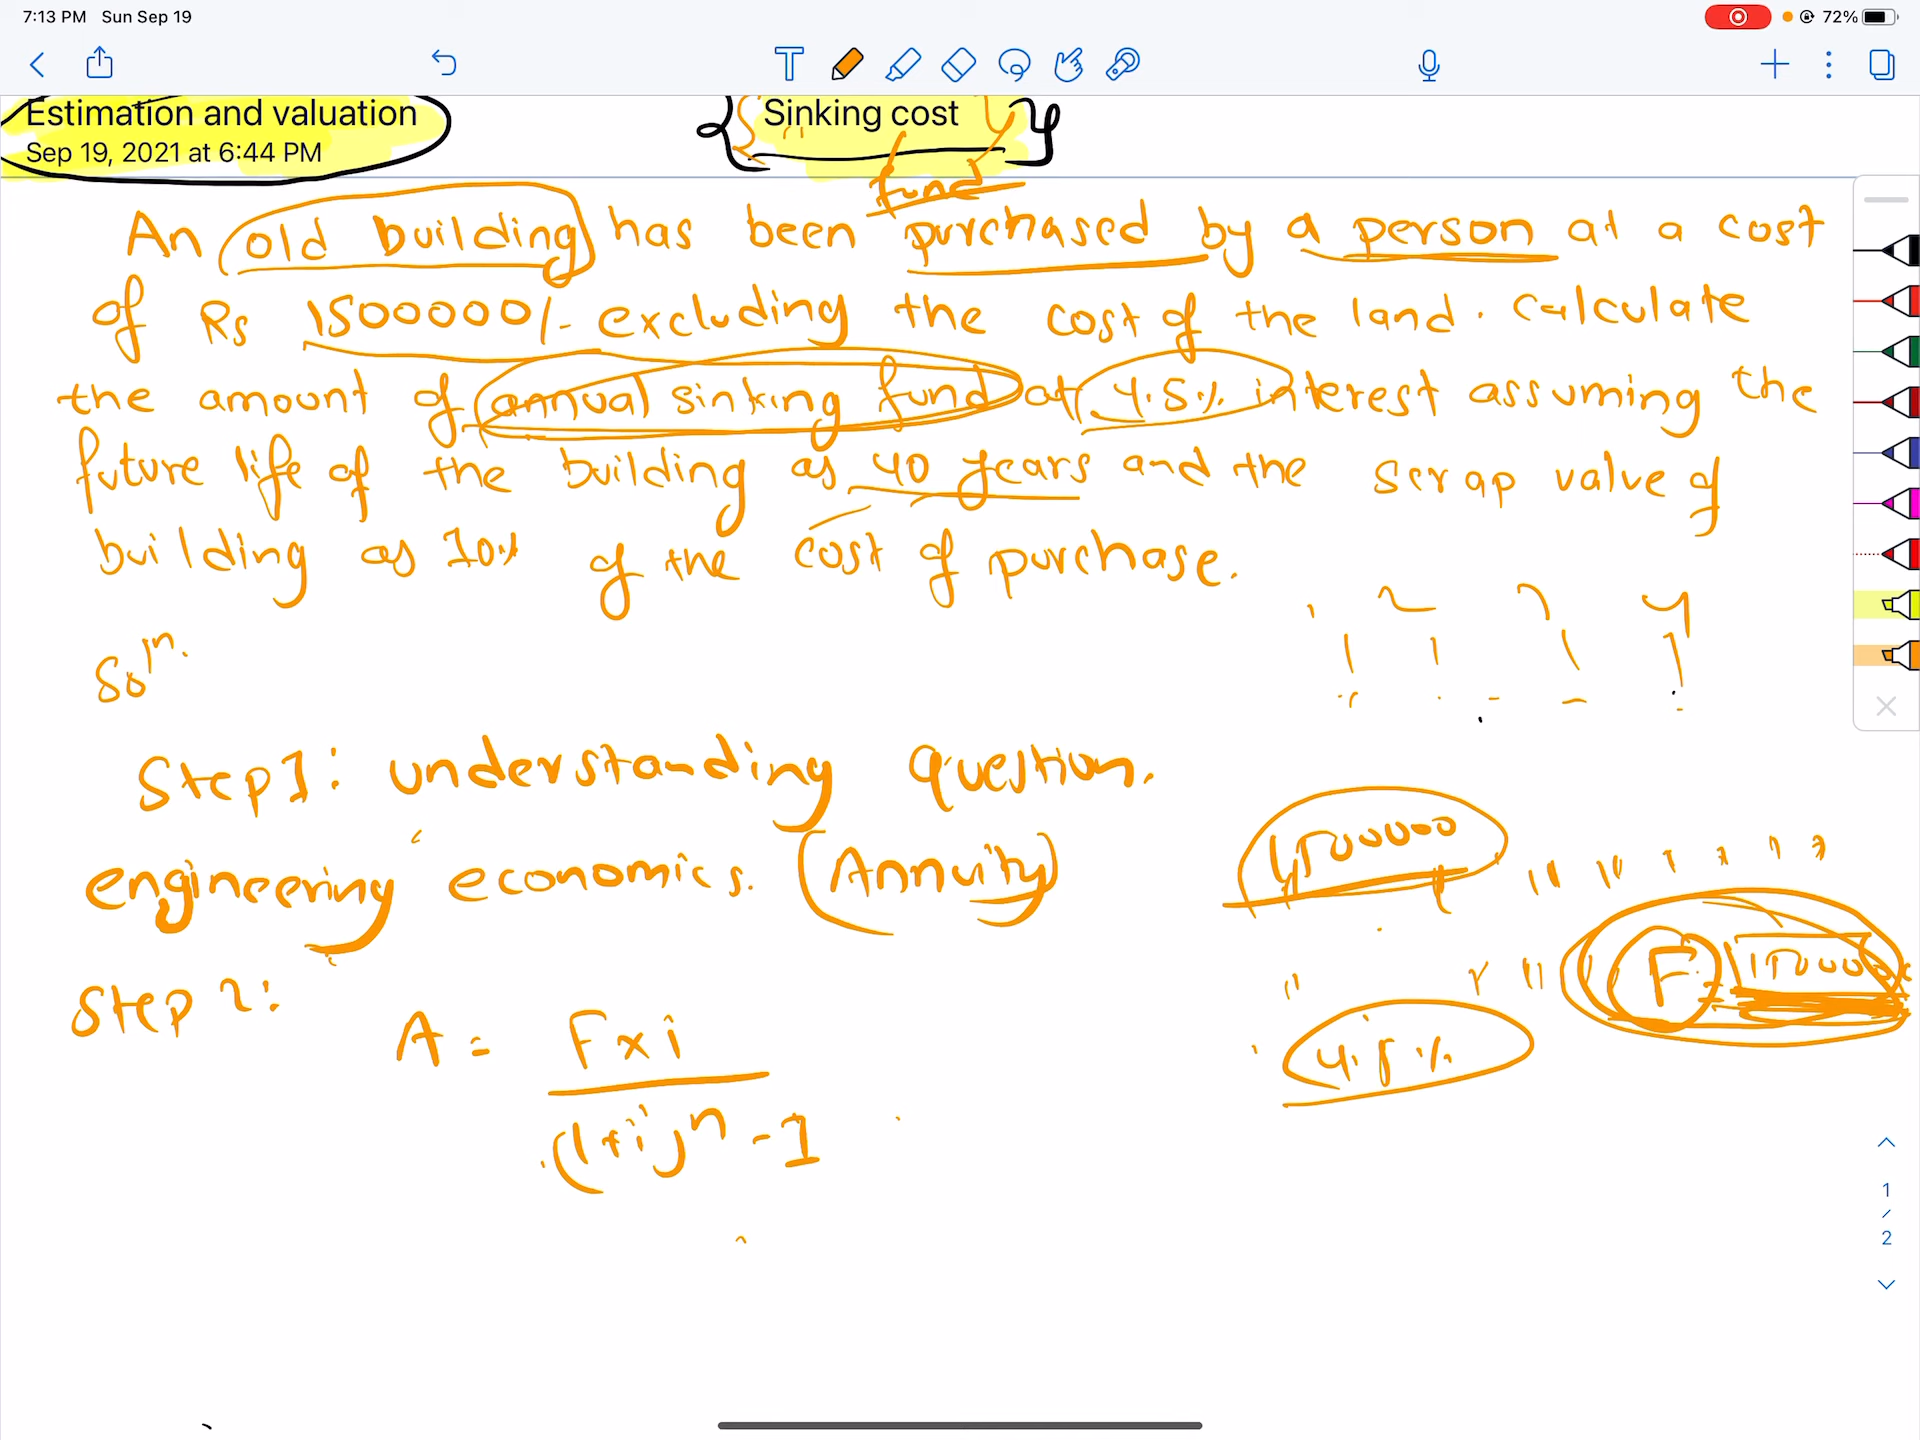 7:13 PM Sun Sep 19
72%
Estimation and valuation
Sep 19, 2021 at 6:44 PM
Sinking cost
fund
An old building has been purchased by a person at a cost
of Rs 1500000/- excluding the cost of the land. Calculate
the amount of annual sinking fund at 4.5% interest assuming the
future life of the building as 40 years and the scrap value of
building as 10% of the cost of purchase.
Soln.
Step 1: understanding question.
engineering economics. (Annuity)
1500000
F
Step 2:
4.5%
A = F x i
(1+i)^n - 1
1
/
2